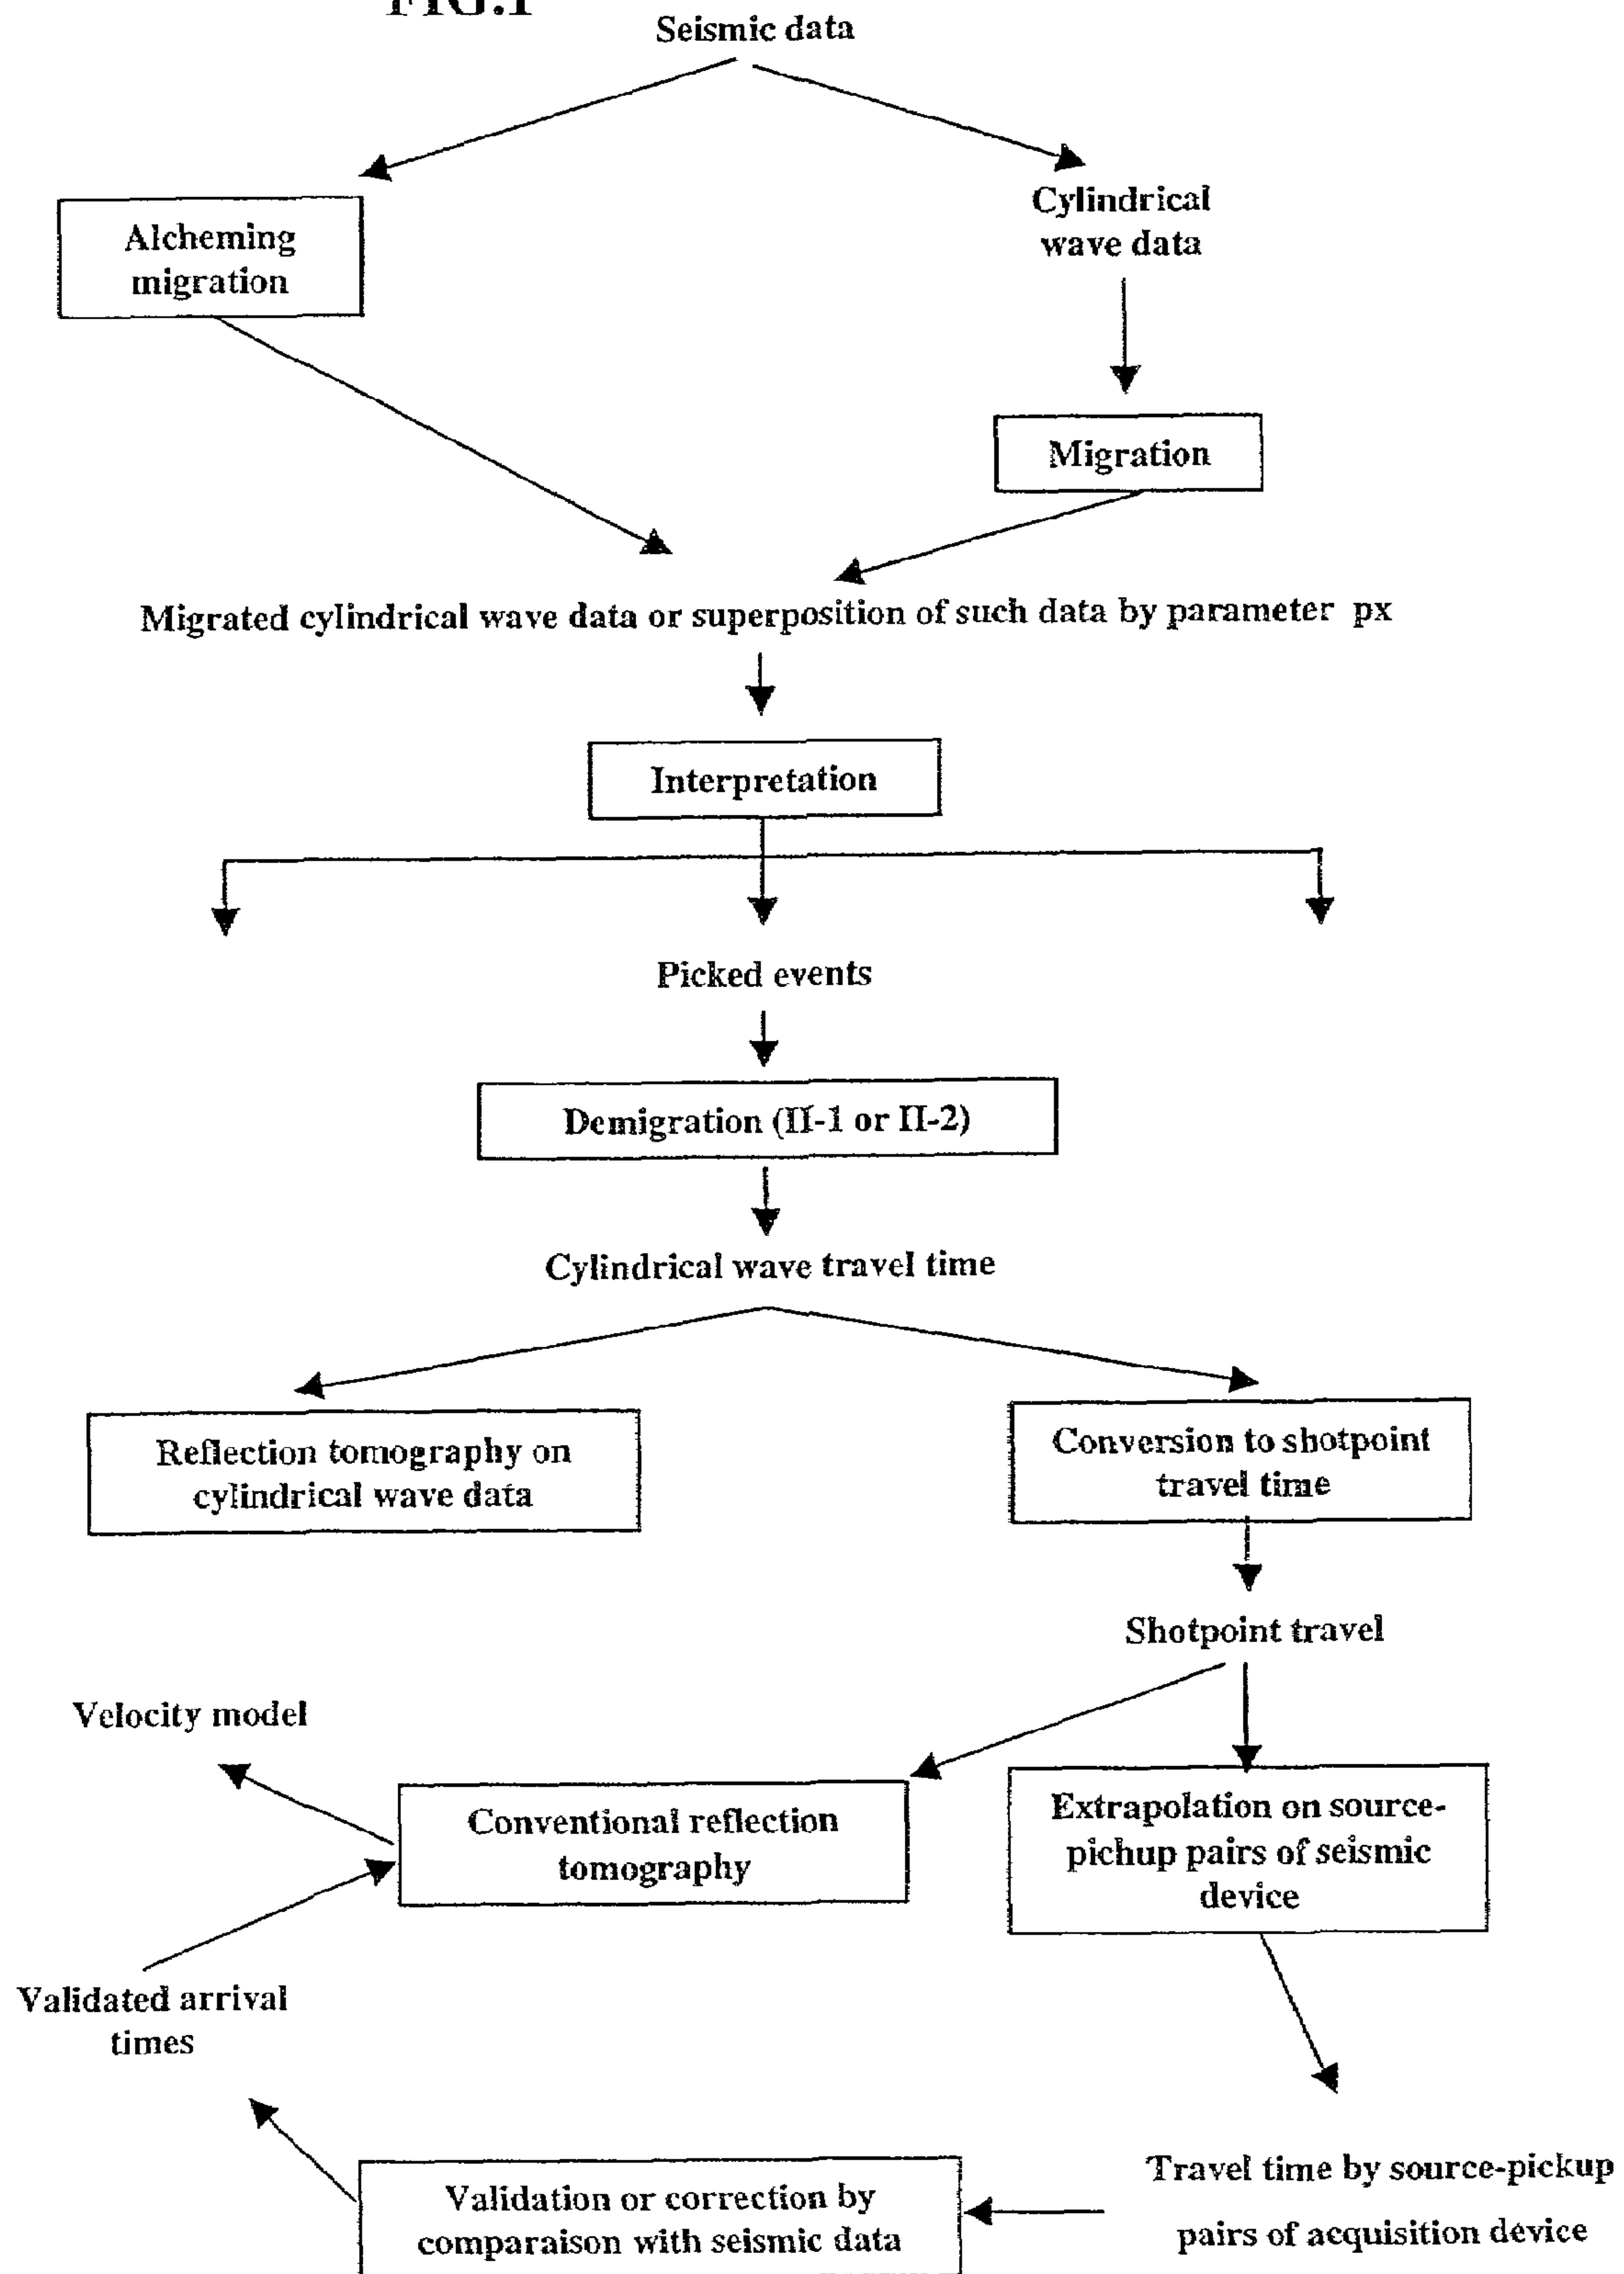 FIG.1
Seismic data
Alcheming
migration
Cylindrical
wave data
Migration
Migrated cylindrical wave data or superposition of such data by parameter px
Interpretation
Picked events
Demigration (II-1 or II-2)
Cylindrical wave travel time
Reflection tomography on
cylindrical wave data
Conversion to shotpoint
travel time
Shotpoint travel
Velocity model
Conventional reflection
tomography
Extrapolation on source-
pichup pairs of seismic
device
Validated arrival
times
Validation or correction by
comparaison with seismic data
Travel time by source-pickup
pairs of acquisition device